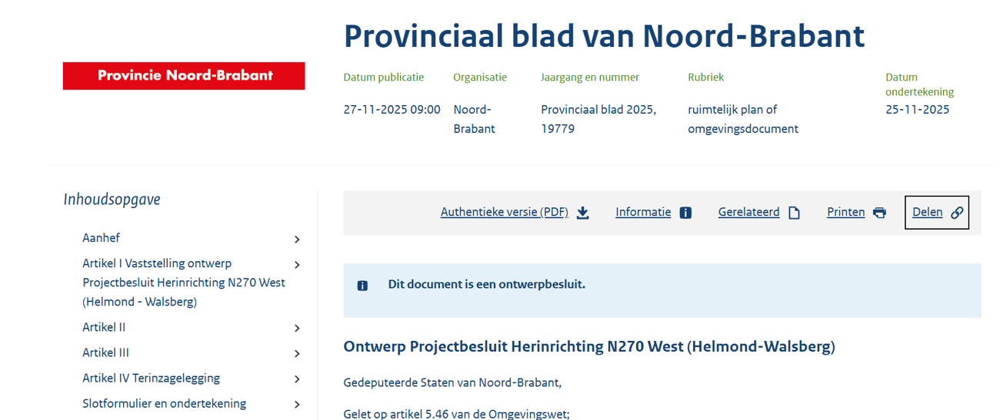 Provinciaal blad van Noord-Brabant
Provincie Noord-Brabant
Datum publicatie
27-11-2025 09:00
Organisatie
Noord-
Brabant
Jaargang en nummer
Provinciaal blad 2025,
19779
Rubriek
ruimtelijk plan of
omgevingsdocument
Datum
ondertekening
25-11-2025
Inhoudsopgave
Aanhef
Artikel I Vaststelling ontwerp
Projectbesluit Herinrichting N270 West
(Helmond - Walsberg)
Artikel II
Artikel III
Artikel IV Terinzagelegging
Slotformulier en ondertekening
Authentieke versie (PDF)
Informatie
Gerelateerd
Printen
Delen
Dit document is een ontwerpbesluit.
Ontwerp Projectbesluit Herinrichting N270 West (Helmond-Walsberg)
Gedeputeerde Staten van Noord-Brabant,
Gelet op artikel 5.46 van de Omgevingswet;